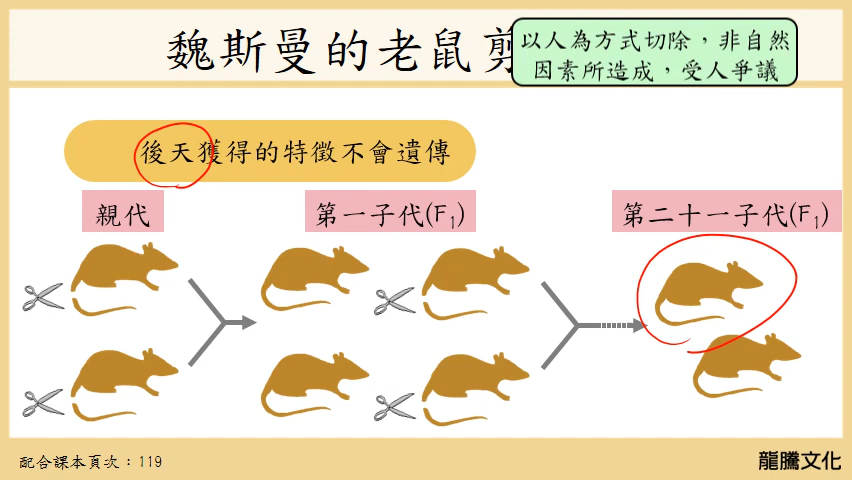 魏斯曼的老鼠剪
以人為方式切除，非自然
因素所造成，受人爭議
後天獲得的特徵不會遺傳
親代
第一子代(F₁)
第二十一子代(F₁)
配合課本頁次：119
龍騰文化